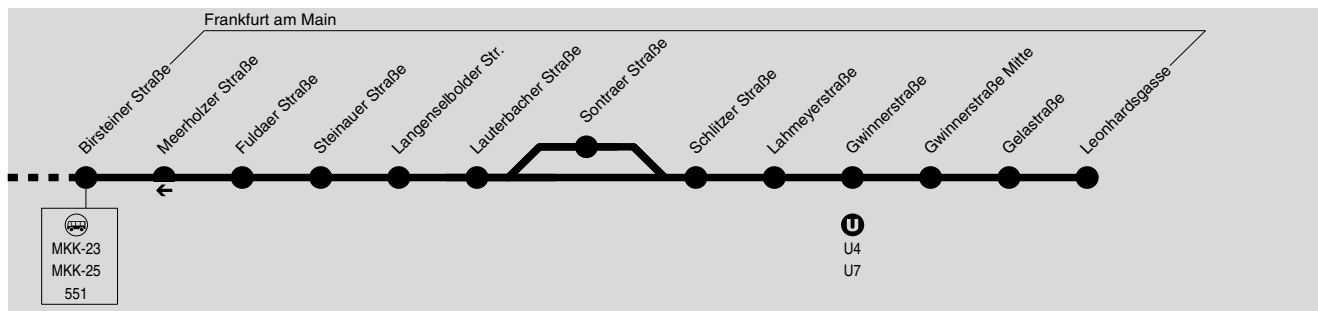 Frankfurt am Main
Birsteiner Straße
Meerholzer Straße
Fuldaer Straße
Steinauer Straße
Langenselbolder Str.
Lauterbacher Straße
Sontraer Straße
Schlitzer Straße
Lahmeyerstraße
Gwinnerstraße
Gwinnerstraße Mitte
Gelastraße
Leonhardsgasse
MKK-23
MKK-25
551
U
U4
U7